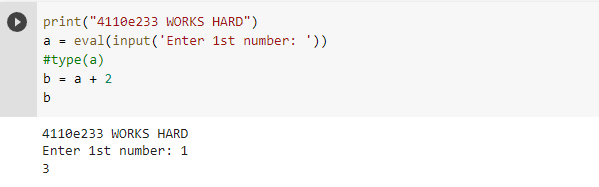 print("4110e233 WORKS HARD")
a = eval(input('Enter 1st number: '))
#type(a)
b = a + 2
b
4110e233 WORKS HARD
Enter 1st number: 1
3